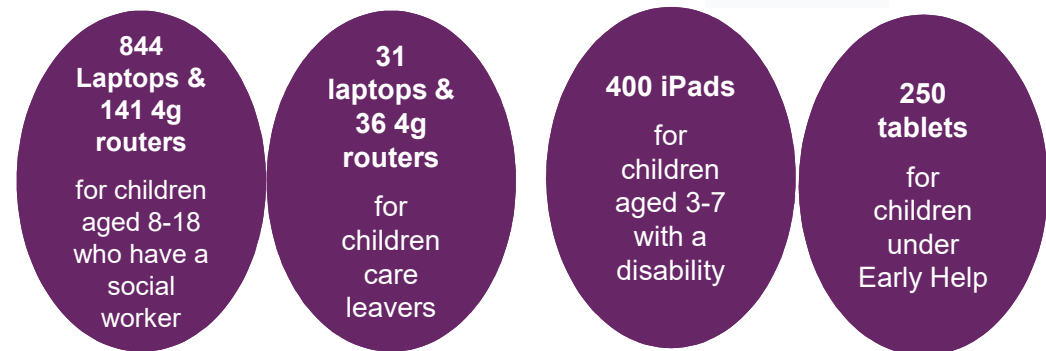 844
Laptops &
141 4g
routers
for children
aged 8-18
who have a
social
worker
31
laptops &
36 4g
routers
for
children
care
leavers
400 iPads
for
children
aged 3-7
with a
disability
250
tablets
for
children
under
Early Help